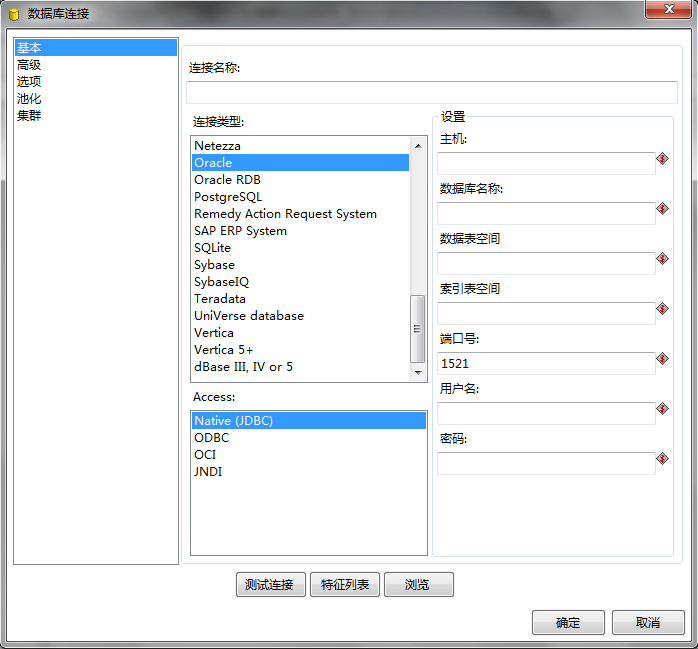 数据库连接
基本
高级
选项
池化
集群
连接名称:
连接类型:
Netezza
Oracle
Oracle RDB
PostgreSQL
Remedy Action Request System
SAP ERP System
SQLite
Sybase
SybaseIQ
Teradata
UniVerse database
Vertica
Vertica 5+
dBase III, IV or 5
Access:
Native (JDBC)
ODBC
OCI
JNDI
设置
主机:
数据库名称:
数据表空间
索引表空间
端口号:
1521
用户名:
密码:
测试连接
特征列表
浏览
确定
取消